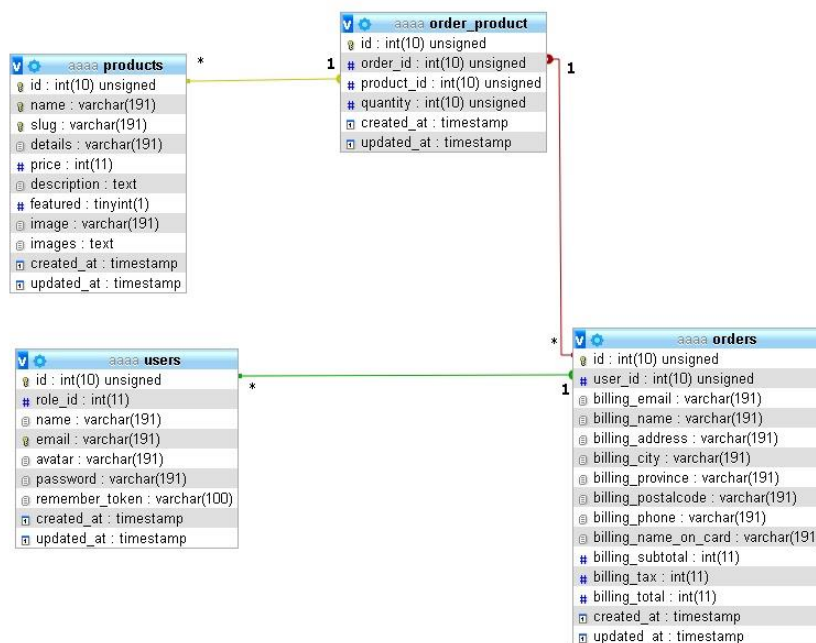 aaaa order_product
id : int(10) unsigned
order_id : int(10) unsigned
product_id : int(10) unsigned
quantity : int(10) unsigned
created_at : timestamp
updated_at : timestamp
aaaa products
id : int(10) unsigned
name : varchar(191)
slug : varchar(191)
details : varchar(191)
price : int(11)
description : text
featured : tinyint(1)
image : varchar(191)
images : text
created_at : timestamp
updated_at : timestamp
*
1
1
aaaa users
id : int(10) unsigned
role_id : int(11)
name : varchar(191)
email : varchar(191)
avatar : varchar(191)
password : varchar(191)
remember_token : varchar(100)
created_at : timestamp
updated_at : timestamp
*
1
*
aaaa orders
id : int(10) unsigned
user_id : int(10) unsigned
billing_email : varchar(191)
billing_name : varchar(191)
billing_address : varchar(191)
billing_city : varchar(191)
billing_province : varchar(191)
billing_postalcode : varchar(191)
billing_phone : varchar(191)
billing_name_on_card : varchar(191
billing_subtotal : int(11)
billing_tax : int(11)
billing_total : int(11)
created_at : timestamp
updated_at : timestamp